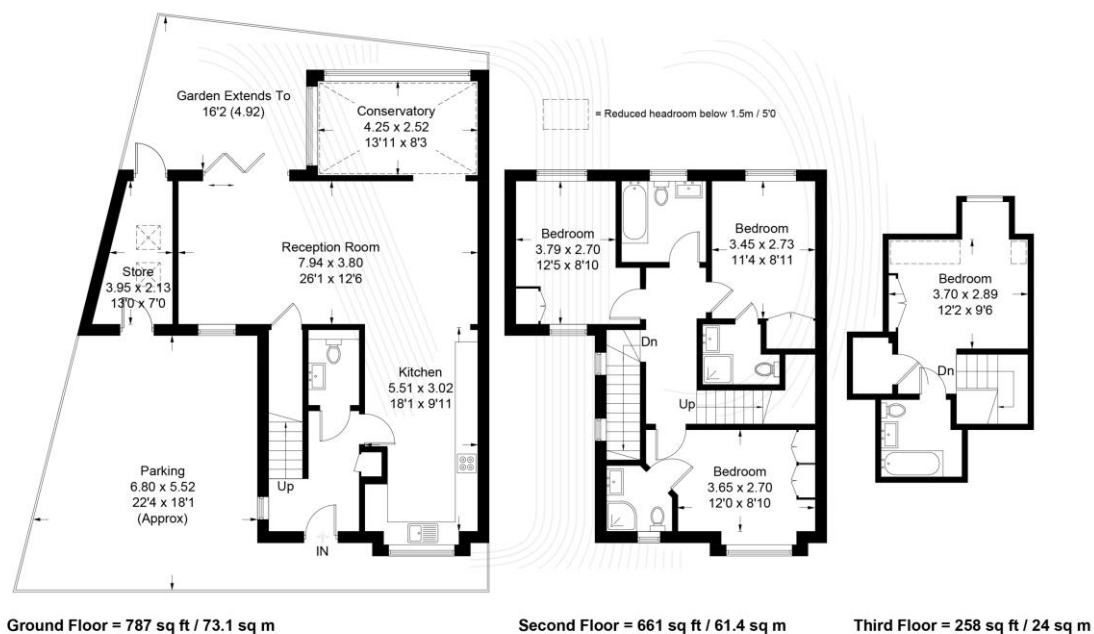 Garden Extends To
16'2 (4.92)
Conservatory
4.25 x 2.52
13'11 x 8'3
Reception Room
7.94 x 3.80
26'1 x 12'6
Store
3.95 x 2.13
13'0 x 7'0
Kitchen
5.51 x 3.02
18'1 x 9'11
Parking
6.80 x 5.52
22'4 x 18'1
(Approx)
Up
IN
Ground Floor = 787 sq ft / 73.1 sq m
= Reduced headroom below 1.5m / 5'0
Bedroom
3.79 x 2.70
12'5 x 8'10
Bedroom
3.45 x 2.73
11'4 x 8'11
Dn
Up
Bedroom
3.65 x 2.70
12'0 x 8'10
Second Floor = 661 sq ft / 61.4 sq m
Bedroom
3.70 x 2.89
12'2 x 9'6
Dn
Third Floor = 258 sq ft / 24 sq m